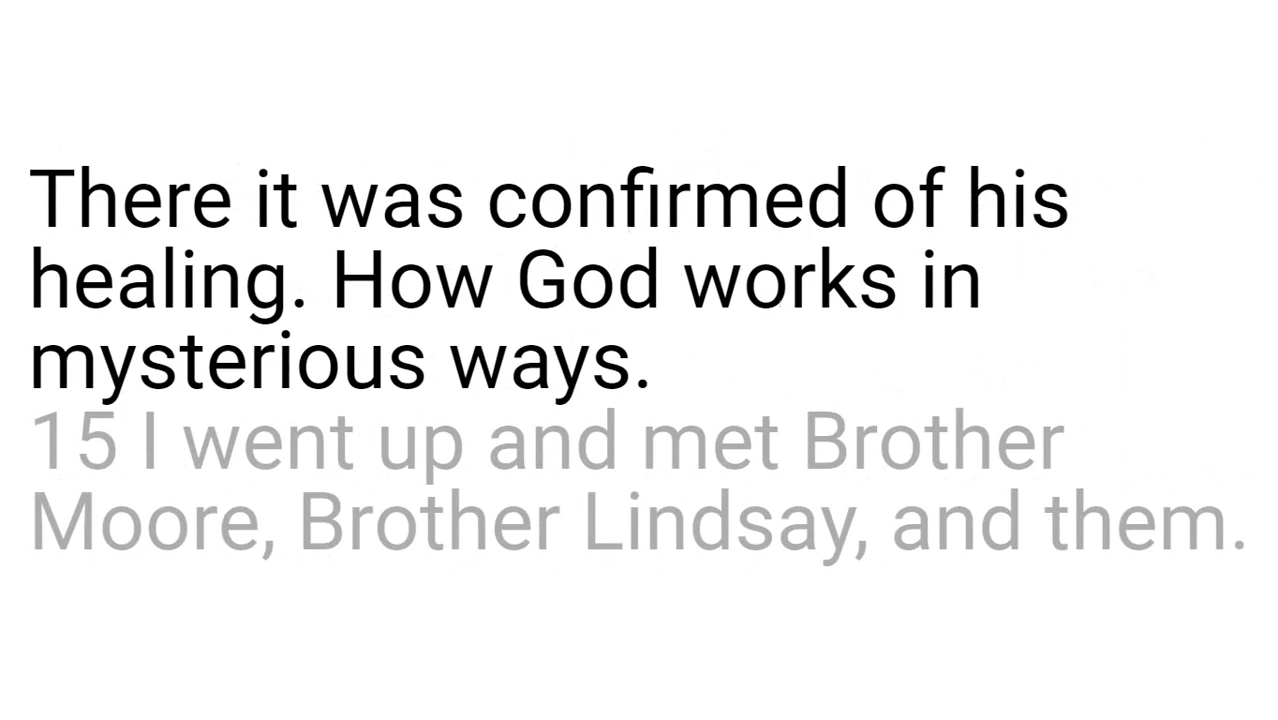 There it was confirmed of his
healing. How God works in
mysterious ways.
15 I went up and met Brother
Moore, Brother Lindsay, and them.